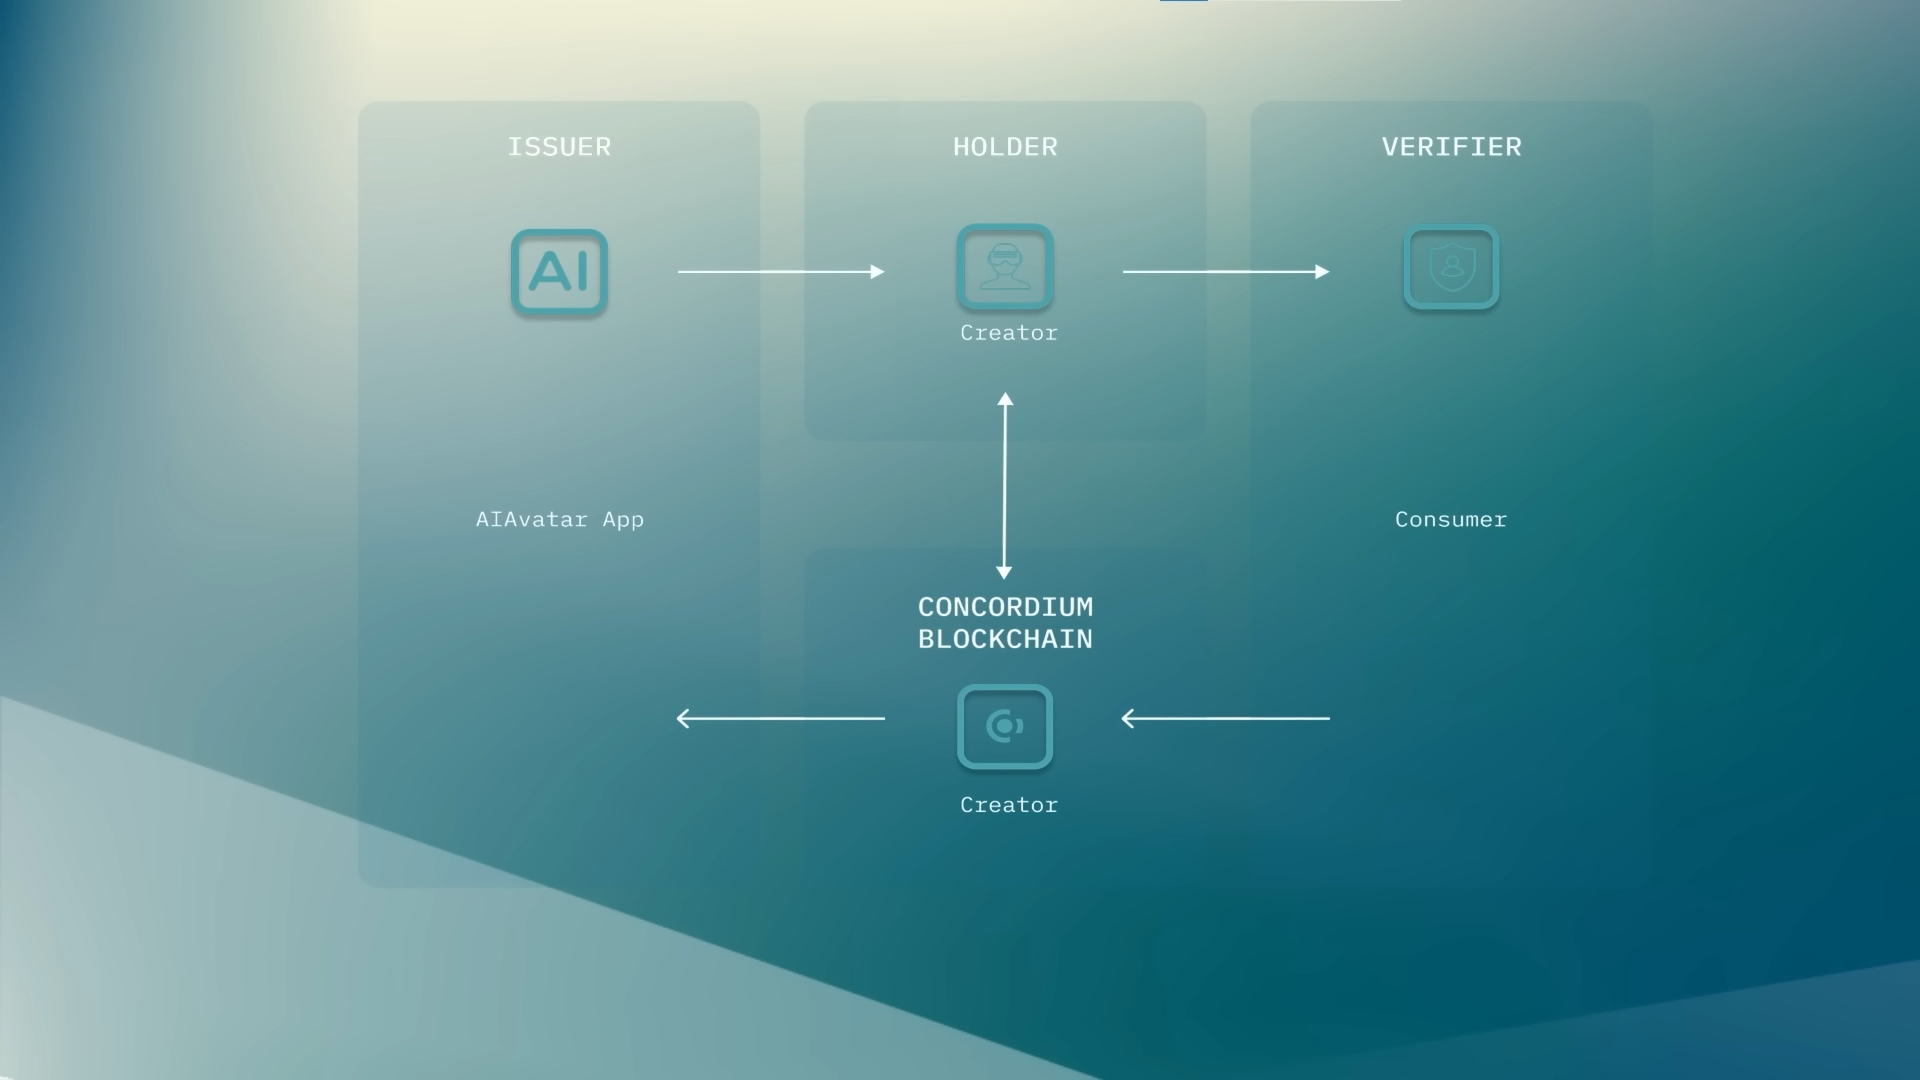 ISSUER
HOLDER
VERIFIER
AI
Creator
AIAvatar App
Consumer
CONCORDIUM
BLOCKCHAIN
Creator